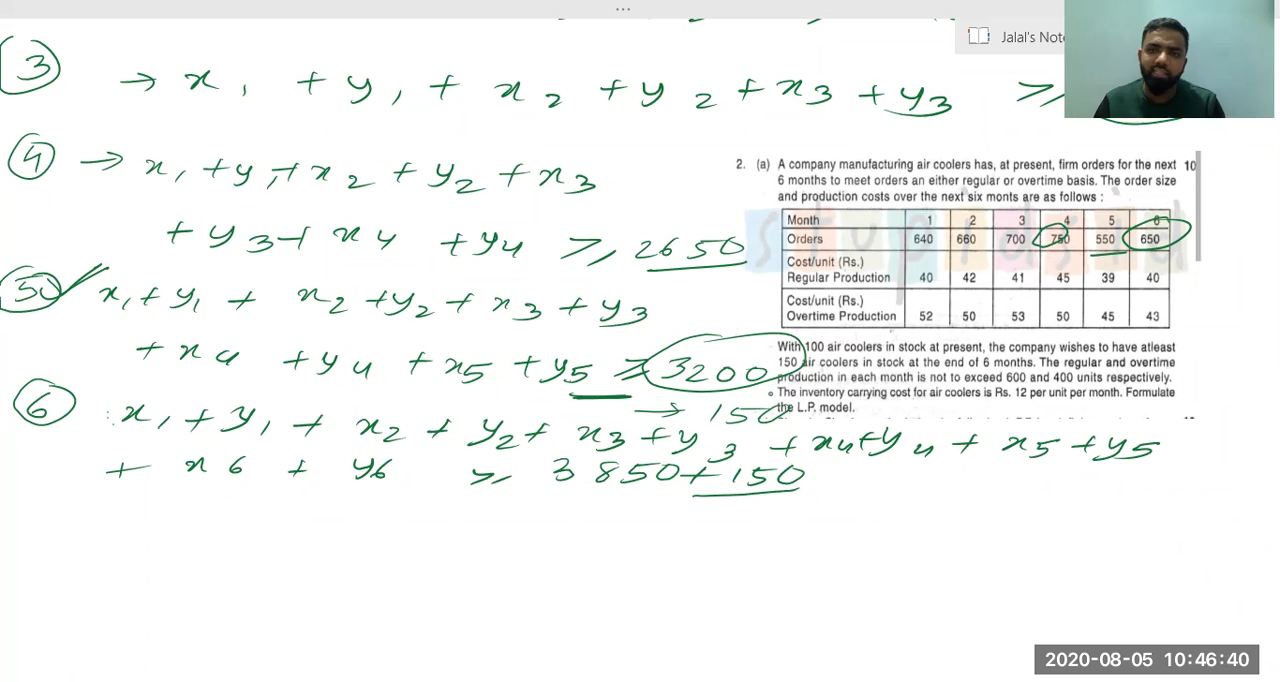 ...
Jalal's Not
3 → x1 + y1 + x2 + y2 + x3 + y3 ≥
4 → x1 + y1 + x2 + y2 + x3
+ y3 + x4 + y4 ≥ 2650
x1 + y1 + x2 + y2 + x3 + y3
+ x4 + y4 + x5 + y5 ≥ 3200
→ 150
6 x1 + y1 + x2 + y2 + x3 + y3 + x4 + y4 + x5 + y5
+ x6 + y6 ≥ 3850 + 150
2. (a) A company manufacturing air coolers has, at present, firm orders for the next 10
6 months to meet orders an either regular or overtime basis. The order size
and production costs over the next six monts are as follows :
Month 1 2 3 4 5 6
Orders 640 660 700 750 550 650
Cost/unit (Rs.)
Regular Production 40 42 41 45 39 40
Cost/unit (Rs.)
Overtime Production 52 50 53 50 45 43
With 100 air coolers in stock at present, the company wishes to have atleast
150 air coolers in stock at the end of 6 months. The regular and overtime
production in each month is not to exceed 600 and 400 units respectively.
The inventory carrying cost for air coolers is Rs. 12 per unit per month. Formulate
the L.P. model.
2020-08-05 10:46:40